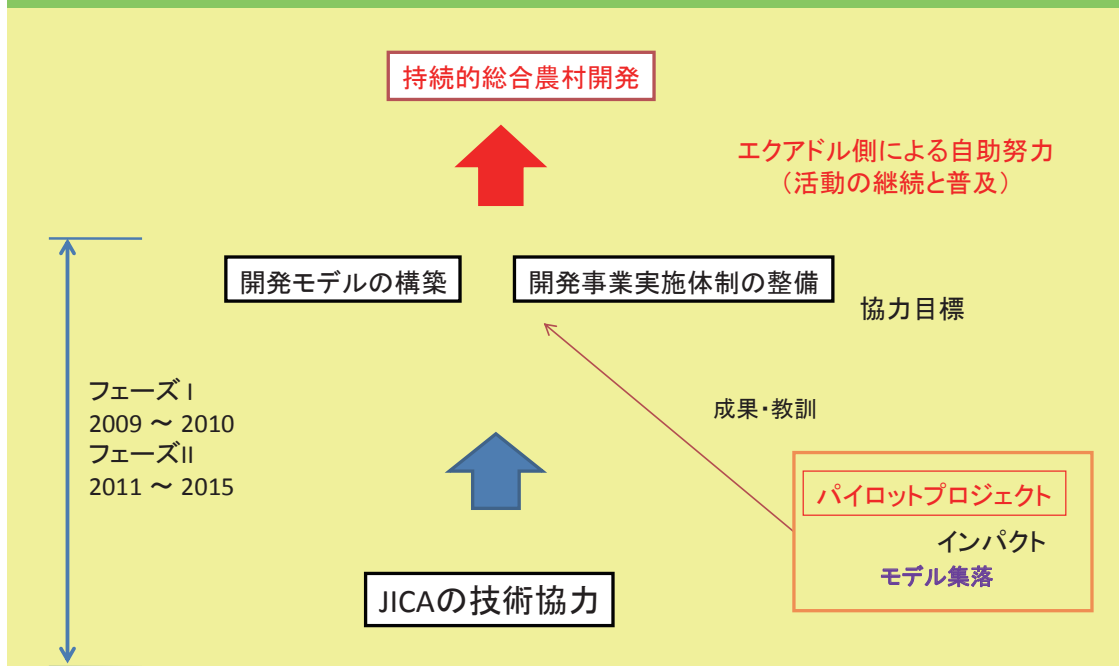 持続的総合農村開発
エクアドル側による自助努力
（活動の継続と普及）
開発モデルの構築
開発事業実施体制の整備
協力目標
フェーズ I
2009 ～ 2010
フェーズII
2011 ～ 2015
成果・教訓
パイロットプロジェクト
インパクト
モデル集落
JICAの技術協力